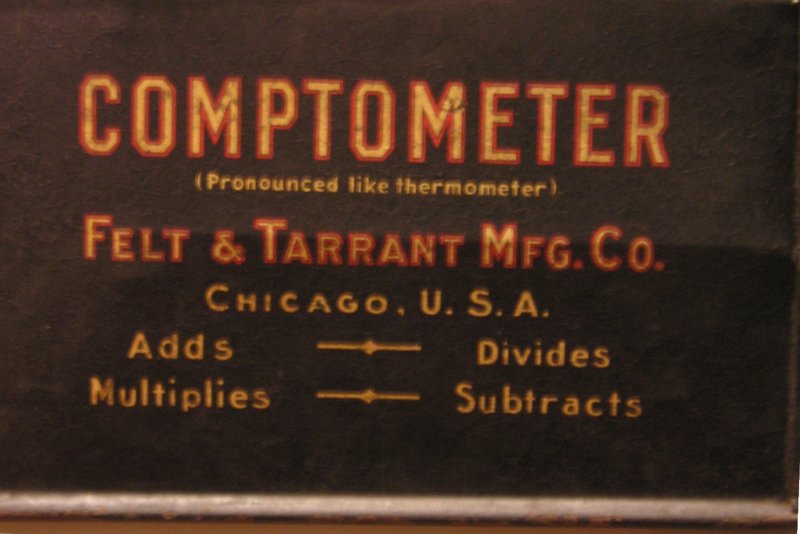 COMPTOMETER
(Pronounced like thermometer)
FELT & TARRANT MFG. CO.
CHICAGO, U. S. A.
Adds Divides
Multiplies Subtracts